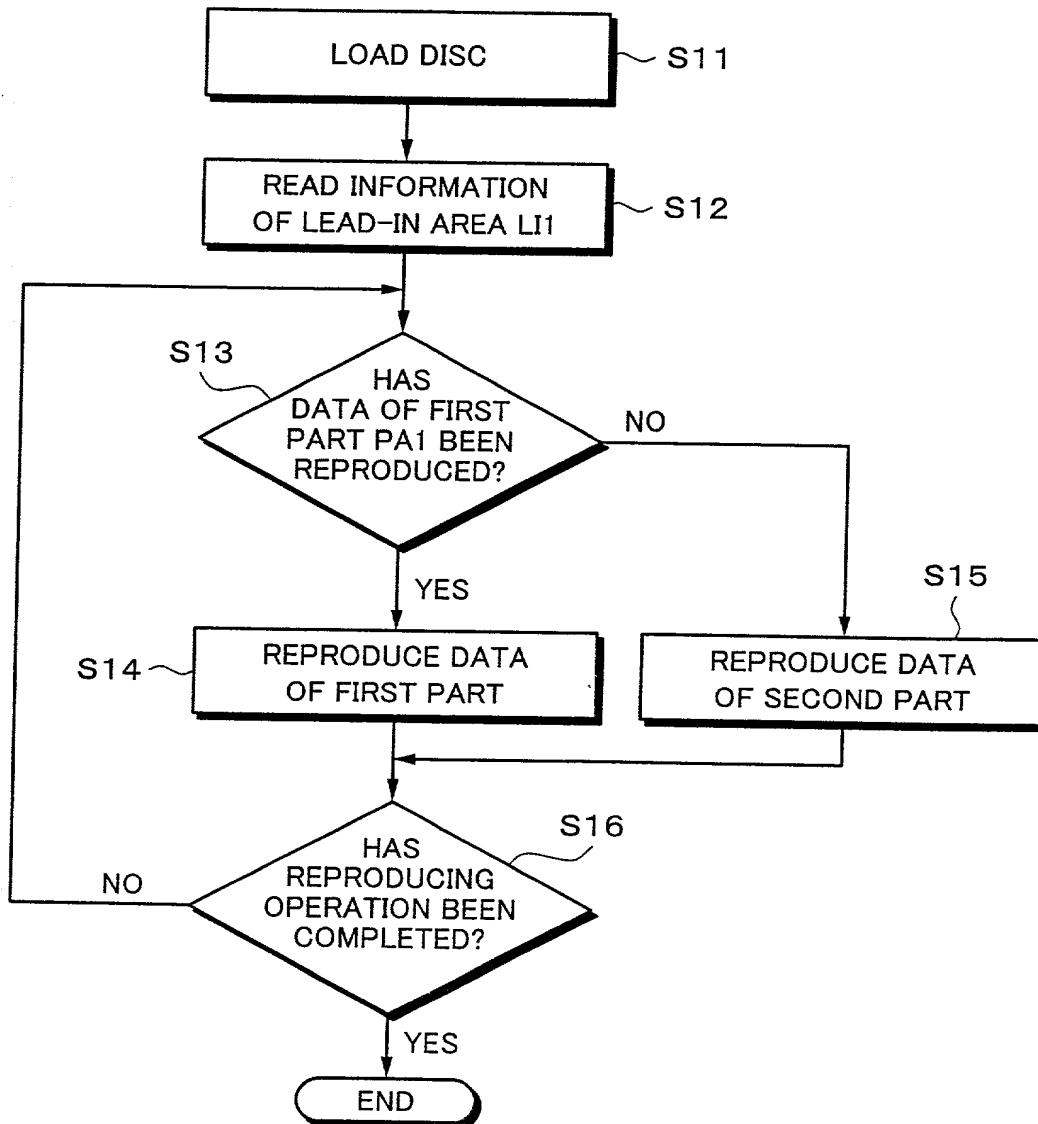 LOAD DISC
S11
READ INFORMATION
OF LEAD-IN AREA LI1
S12
S13
HAS
DATA OF FIRST
PART PA1 BEEN
REPRODUCED?
NO
YES
S14
REPRODUCE DATA
OF FIRST PART
S15
REPRODUCE DATA
OF SECOND PART
S16
HAS
REPRODUCING
OPERATION BEEN
COMPLETED?
NO
YES
END